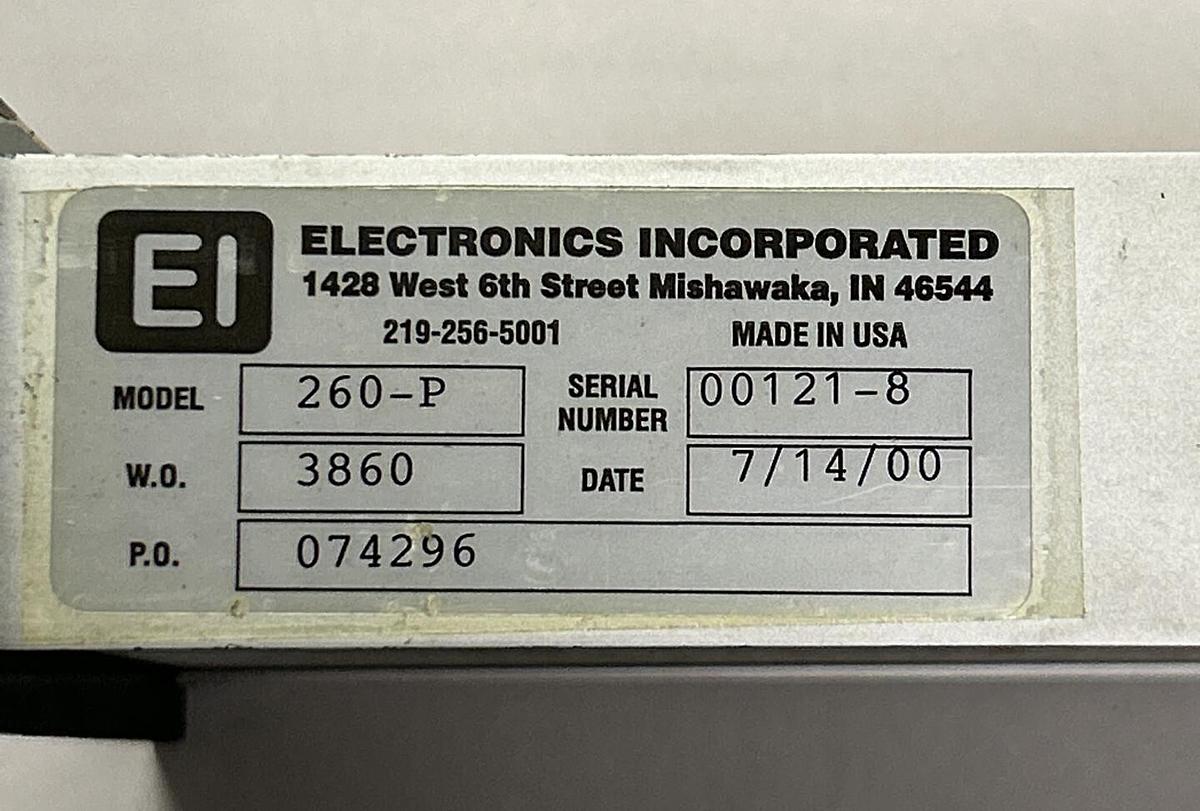 EI
ELECTRONICS INCORPORATED
1428 West 6th Street Mishawaka, IN 46544
219-256-5001 MADE IN USA
MODEL 260-P SERIAL NUMBER 00121-8
W.O. 3860 DATE 7/14/00
P.O. 074296